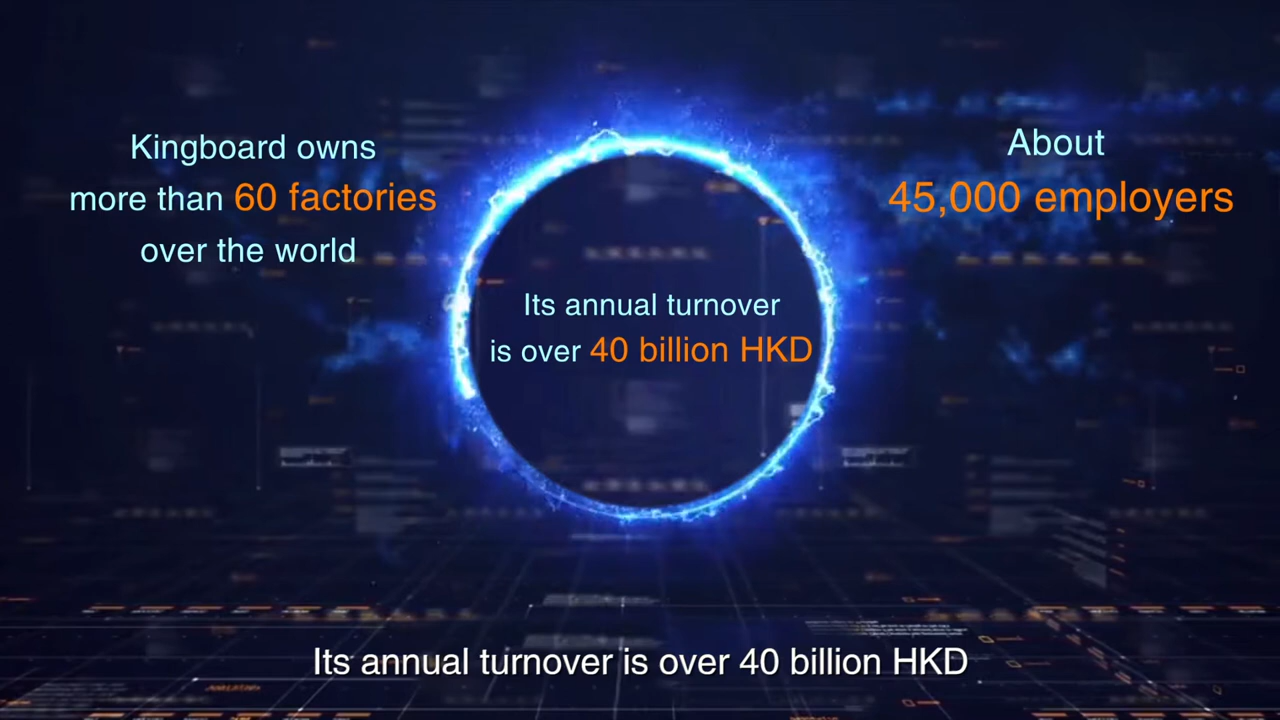 Kingboard owns
more than 60 factories
over the world
About
45,000 employers
Its annual turnover
is over 40 billion HKD
Its annual turnover is over 40 billion HKD